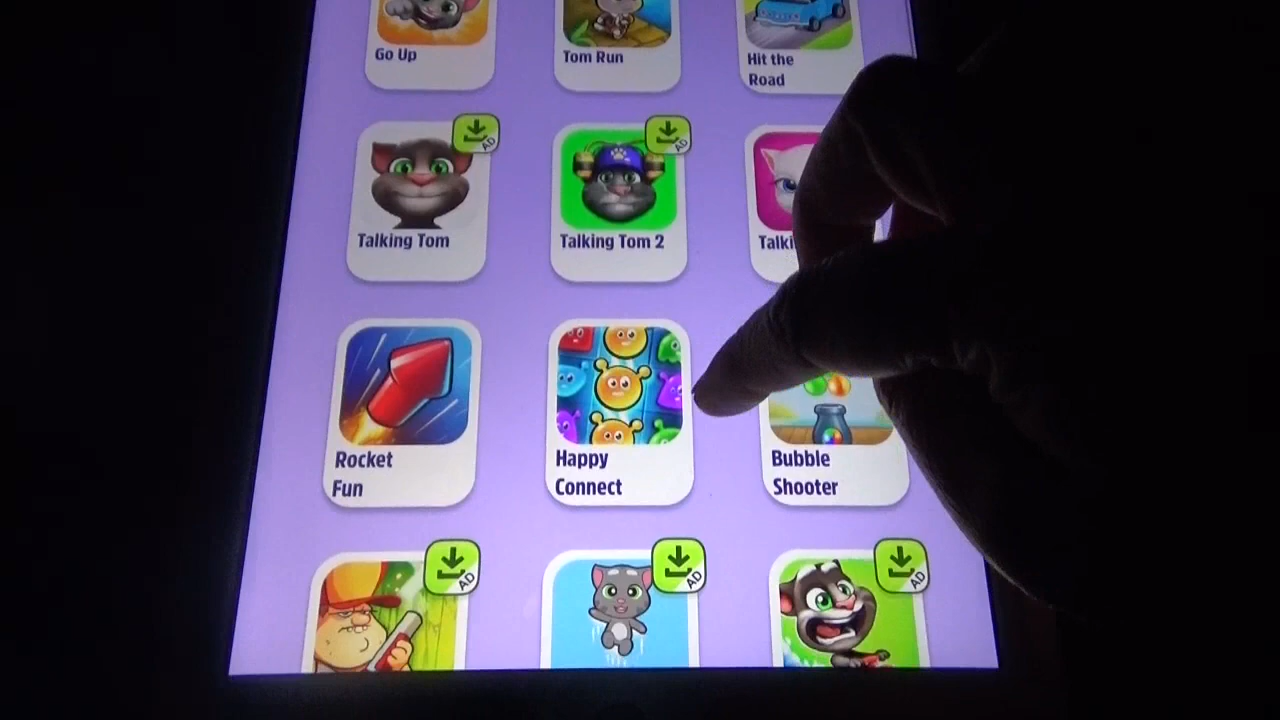 Go Up
Tom Run
Hit the
Road
AD
AD
Talking Tom
Talking Tom 2
Talki
Rocket
Fun
Happy
Connect
Bubble
Shooter
AD
AD
AD